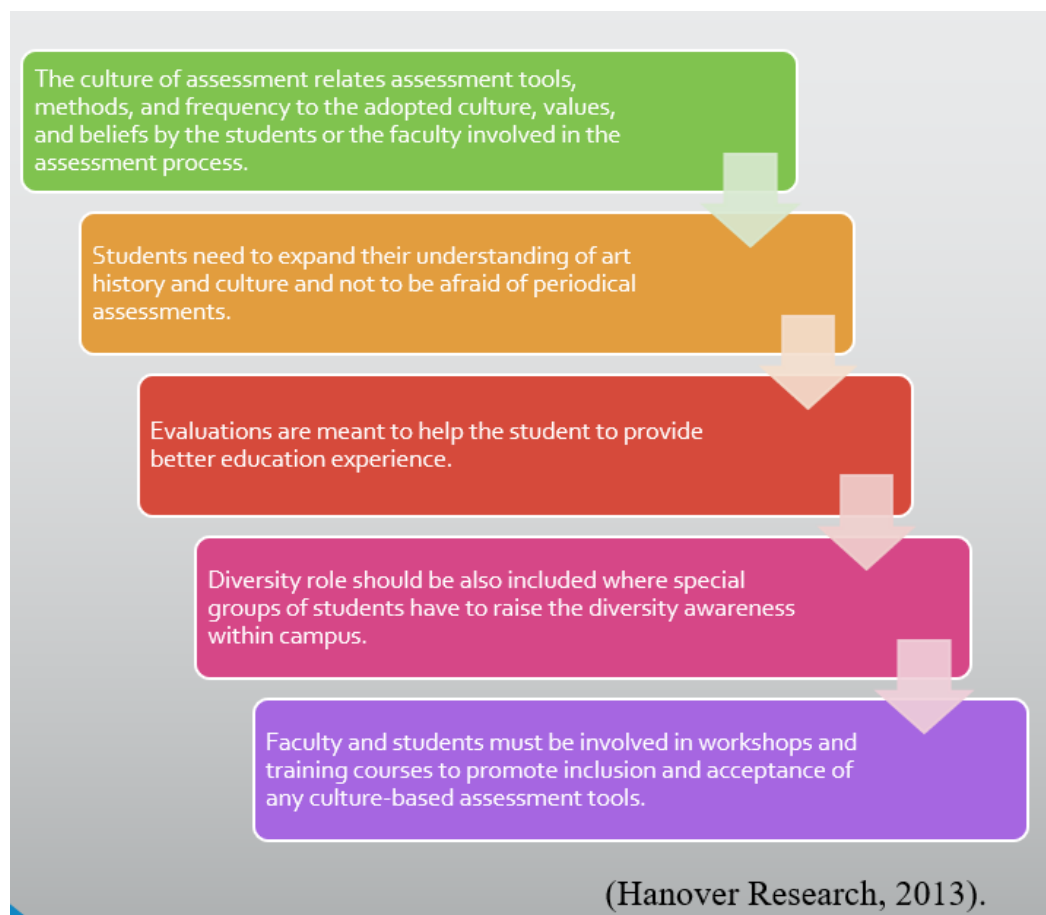 The culture of assessment relates assessment tools,
methods, and frequency to the adopted culture, values,
and beliefs by the students or the faculty involved in the
assessment process.
Students need to expand their understanding of art
history and culture and not to be afraid of periodical
assessments.
Evaluations are meant to help the student to provide
better education experience.
Diversity role should be also included where special
groups of students have to raise the diversity awareness
within campus.
Faculty and students must be involved in workshops and
training courses to promote inclusion and acceptance of
any culture-based assessment tools.
(Hanover Research, 2013).